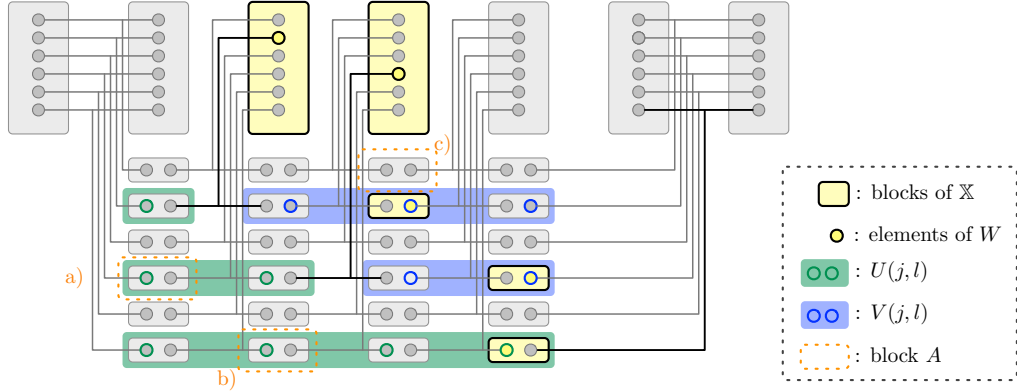 c)
a)
b)
: blocks of 𝕏
: elements of W
: U(j, l)
: V(j, l)
: block A